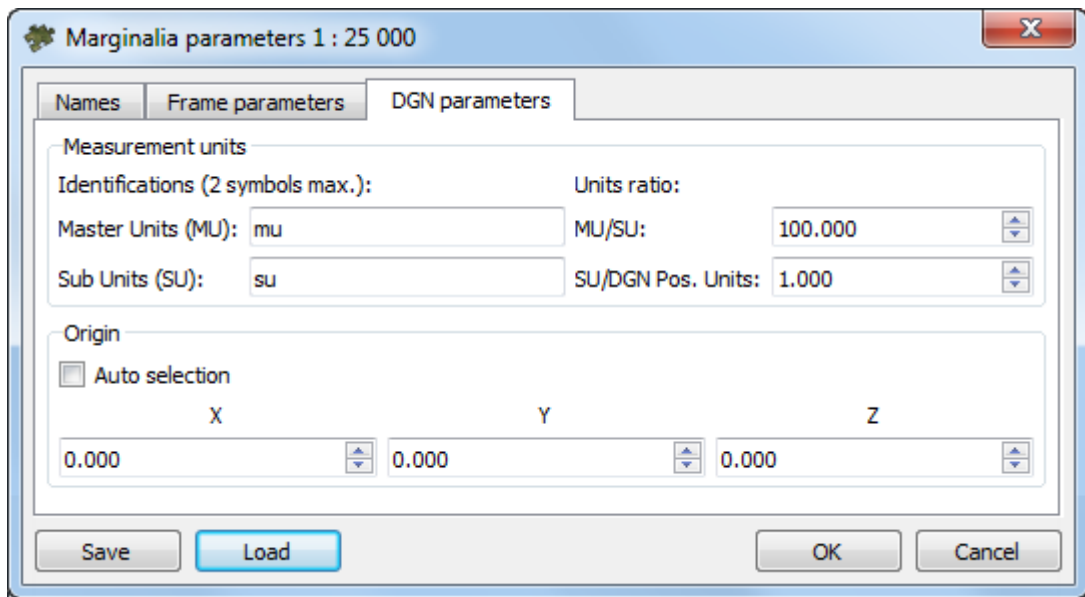 Marginalia parameters 1 : 25 000
Names Frame parameters DGN parameters
Measurement units
Identifications (2 symbols max.): Units ratio:
Master Units (MU): mu MU/SU: 100.000
Sub Units (SU): su SU/DGN Pos. Units: 1.000
Origin
Auto selection
X Y Z
0.000 0.000 0.000
Save Load OK Cancel